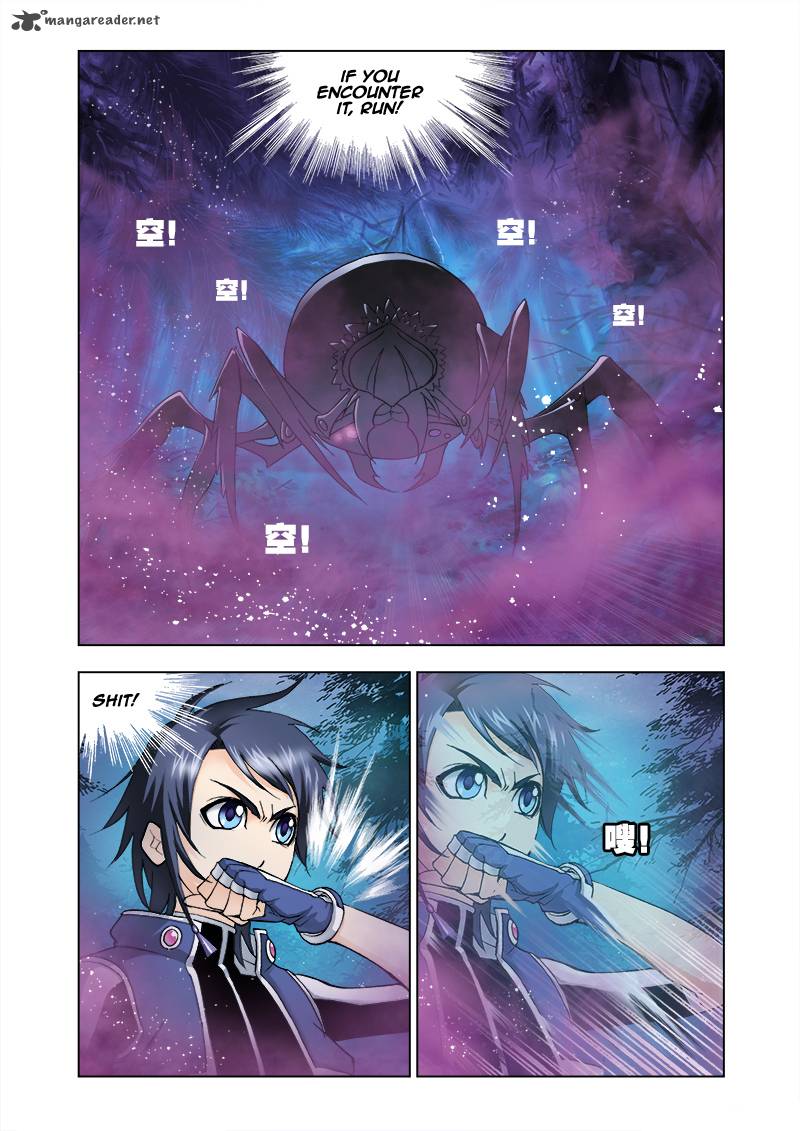 mangareader.net
IF YOU
ENCOUNTER
IT, RUN!
空!
空!
空!
空!
空!
SHIT!
嗖!